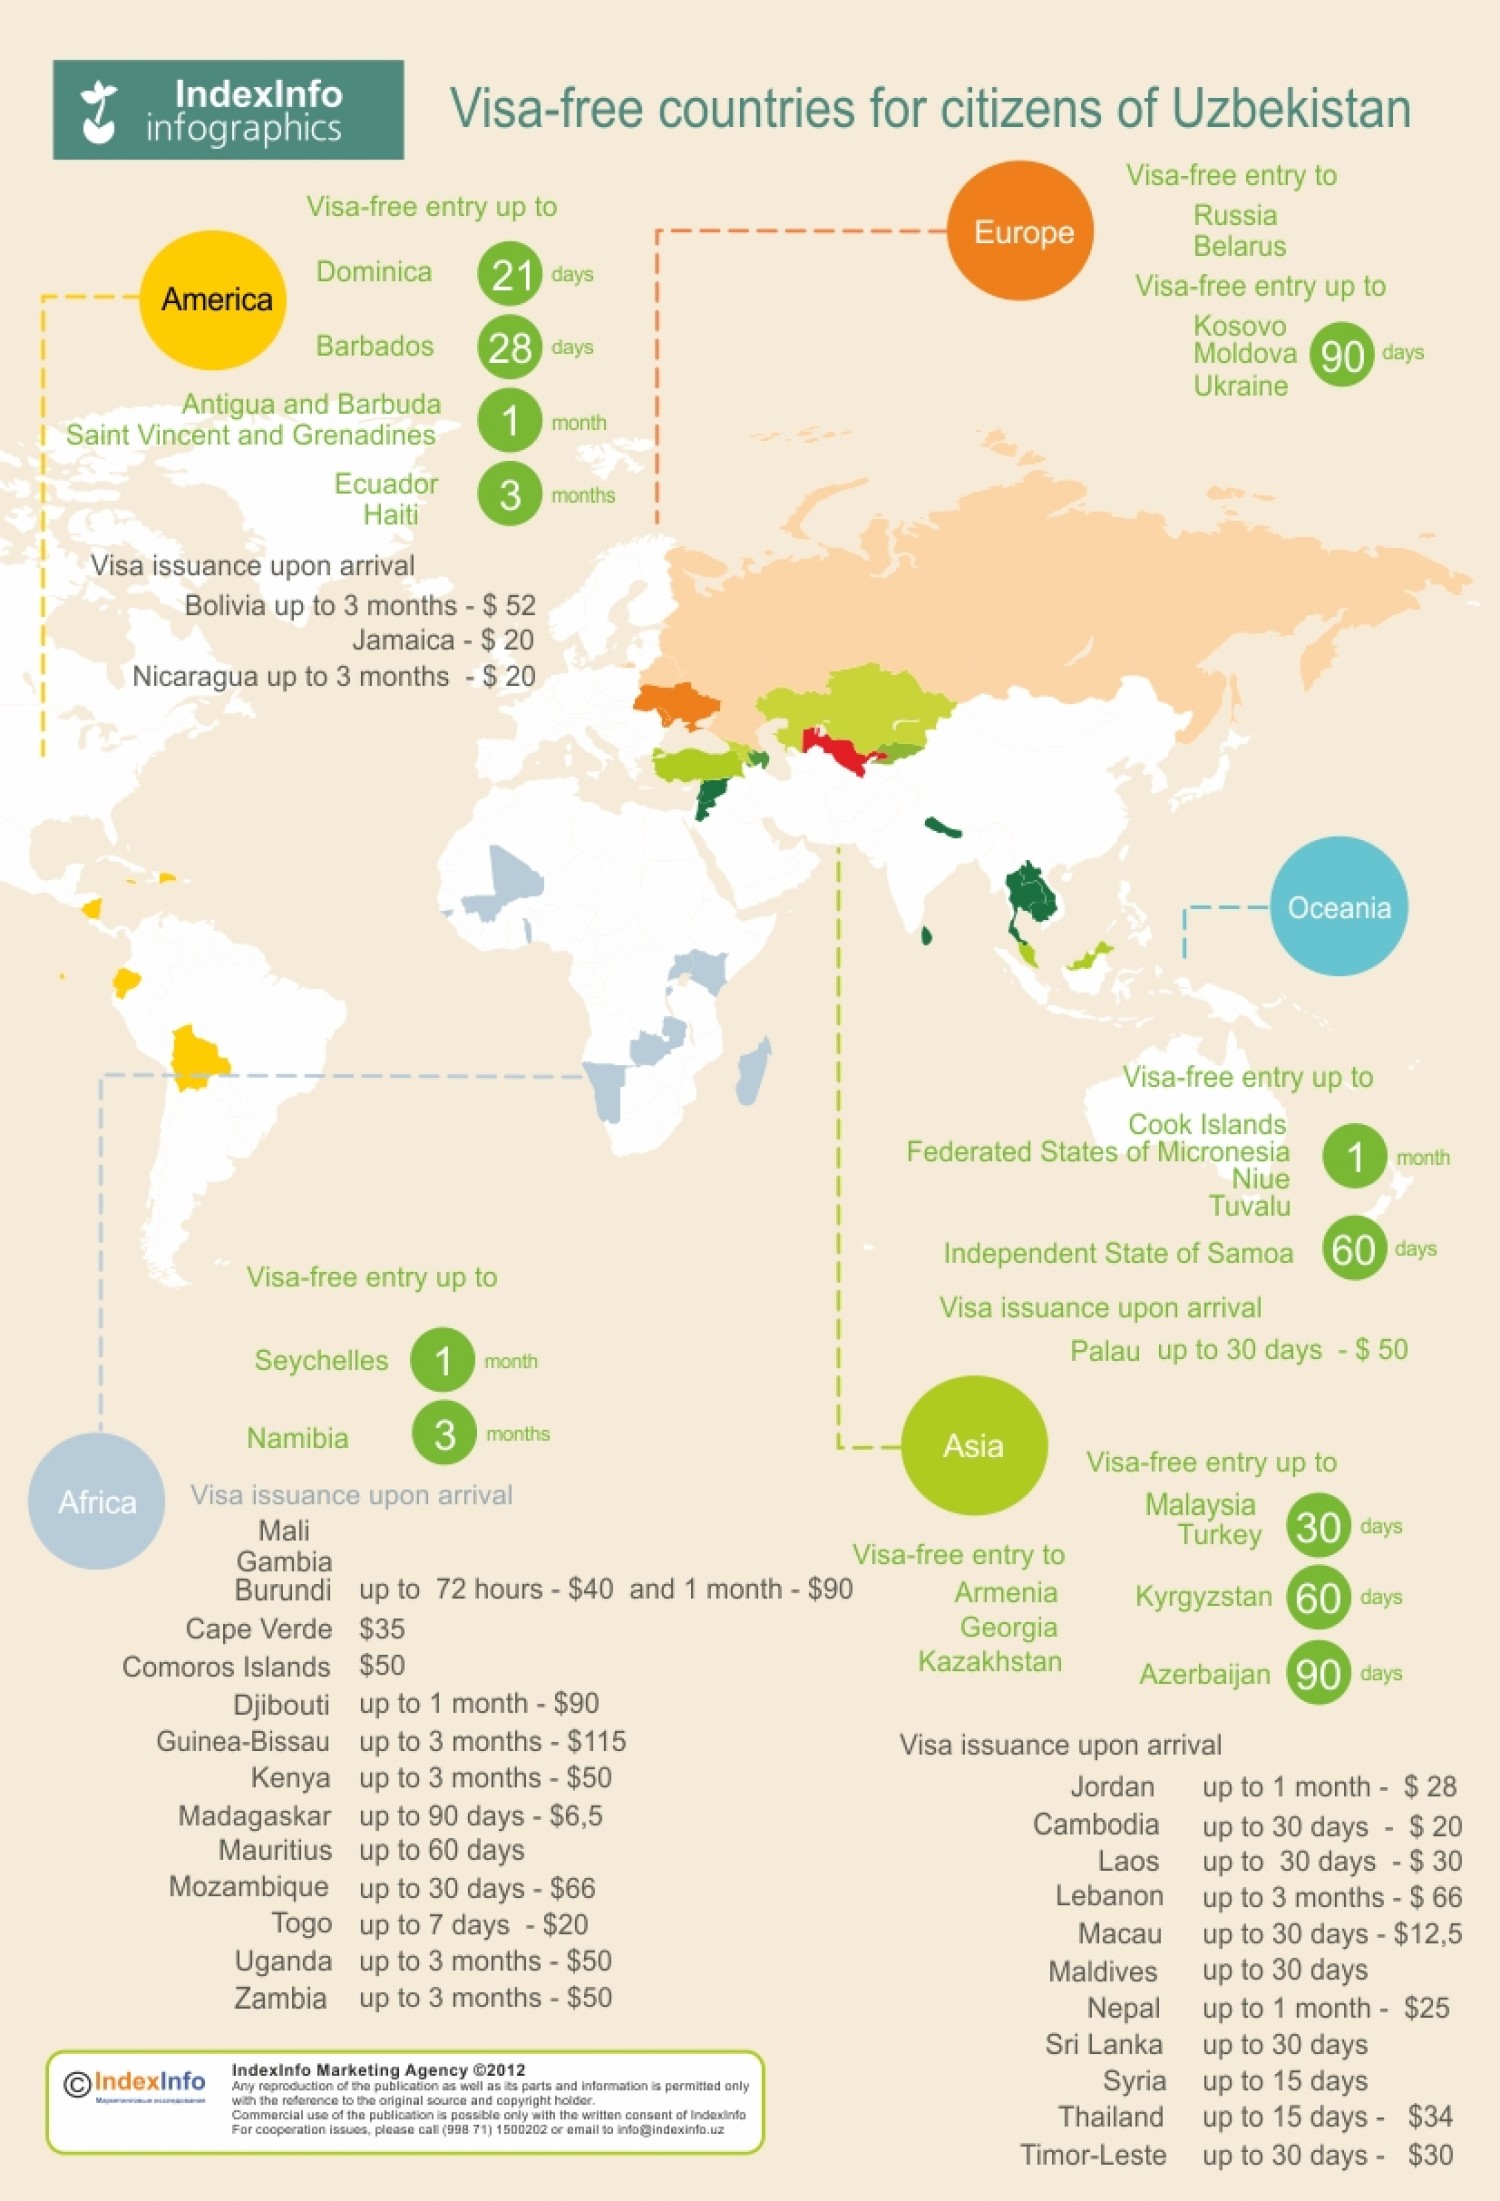 IndexInfo
infographics
Visa-free countries for citizens of Uzbekistan
America
Visa-free entry up to
Dominica 21 days
Barbados 28 days
Antigua and Barbuda
Saint Vincent and Grenadines
1 month
Ecuador
Haiti
3 months
Visa issuance upon arrival
Bolivia up to 3 months - $ 52
Jamaica - $ 20
Nicaragua up to 3 months - $ 20
Europe
Visa-free entry to
Russia
Belarus
Visa-free entry up to
Kosovo
Moldova
Ukraine
90 days
Oceania
Visa-free entry up to
Cook Islands
Federated States of Micronesia
Niue
Tuvalu
1 month
Independent State of Samoa 60 days
Visa issuance upon arrival
Palau up to 30 days - $ 50
Africa
Visa-free entry up to
Seychelles 1 month
Namibia 3 months
Visa issuance upon arrival
Mali
Gambia
Burundi up to 72 hours - $40 and 1 month - $90
Cape Verde $35
Comoros Islands $50
Djibouti up to 1 month - $90
Guinea-Bissau up to 3 months - $115
Kenya up to 3 months - $50
Madagaskar up to 90 days - $6,5
Mauritius up to 60 days
Mozambique up to 30 days - $66
Togo up to 7 days - $20
Uganda up to 3 months - $50
Zambia up to 3 months - $50
Asia
Visa-free entry to
Armenia
Georgia
Kazakhstan
Visa-free entry up to
Malaysia
Turkey
30 days
Kyrgyzstan 60 days
Azerbaijan 90 days
Visa issuance upon arrival
Jordan up to 1 month - $ 28
Cambodia up to 30 days - $ 20
Laos up to 30 days - $ 30
Lebanon up to 3 months - $ 66
Macau up to 30 days - $12,5
Maldives up to 30 days
Nepal up to 1 month - $25
Sri Lanka up to 30 days
Syria up to 15 days
Thailand up to 15 days - $34
Timor-Leste up to 30 days - $30
© IndexInfo
Маркетинговые исследования
IndexInfo Marketing Agency ©2012
Any reproduction of the publication as well as its parts and information is permitted only
with the reference to the original source and copyright holder.
Commercial use of the publication is possible only with the written consent of IndexInfo
For cooperation issues, please call (998 71) 1500202 or email to info@indexinfo.uz